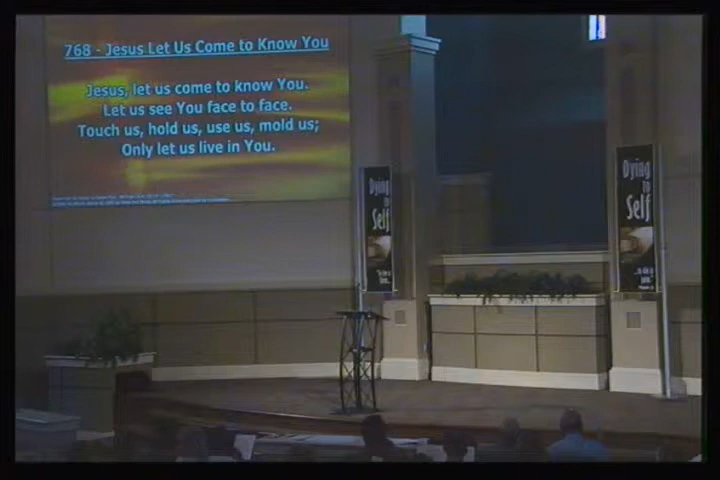 768 - Jesus Let Us Come to Know You
Jesus, let us come to know You.
Let us see You face to face.
Touch us, hold us, use us, mold us;
Only let us live in You.
Dying
to
Self
Dying
to
Self